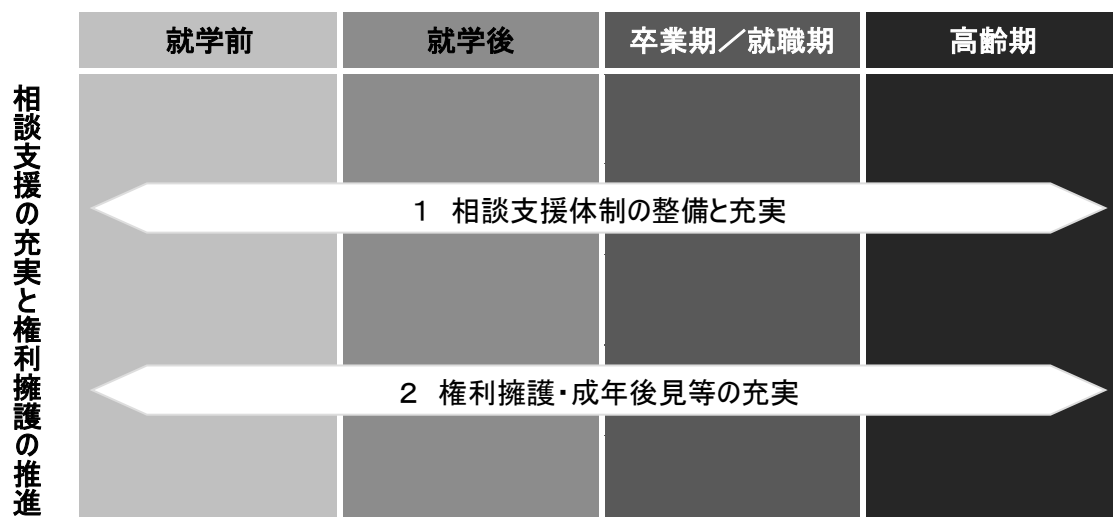 就学前
就学後
卒業期／就職期
高齢期
相談支援の充実と権利擁護の推進
１　相談支援体制の整備と充実
２　権利擁護・成年後見等の充実